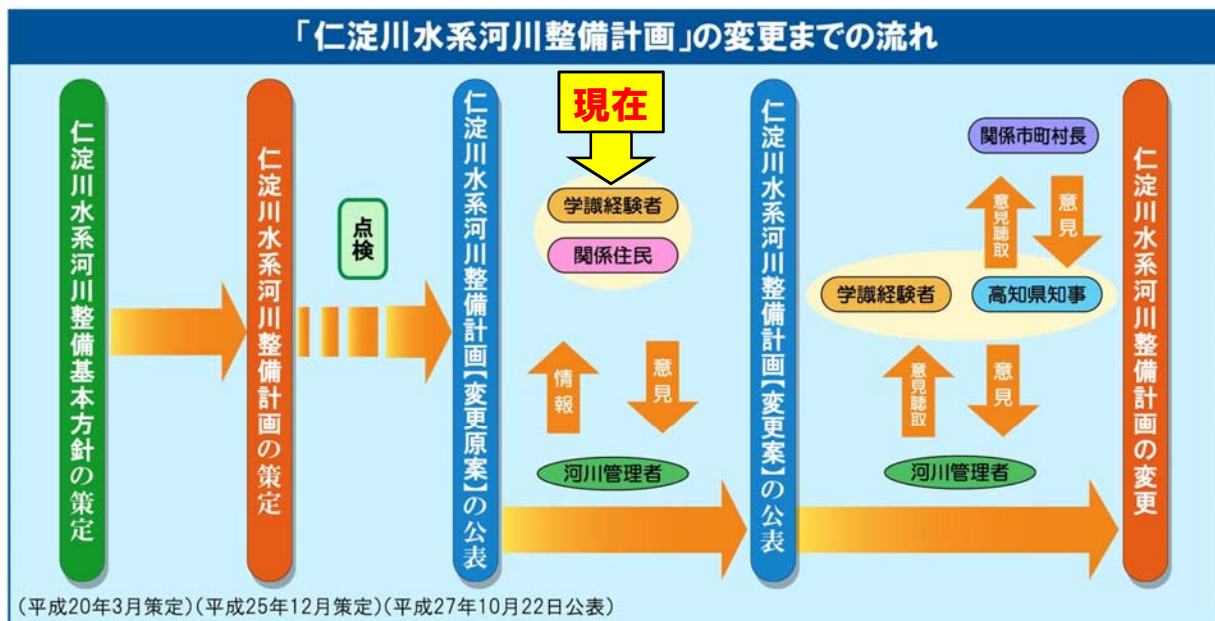 「仁淀川水系河川整備計画」の変更までの流れ
仁淀川水系河川整備基本方針の策定
仁淀川水系河川整備計画の策定
点検
仁淀川水系河川整備計画【変更原案】の公表
現在
学識経験者
関係住民
情報
意見
河川管理者
仁淀川水系河川整備計画【変更案】の公表
関係市町村長
意見聴取
意見
学識経験者
高知県知事
意見聴取
意見
河川管理者
仁淀川水系河川整備計画の変更
(平成20年3月策定)(平成25年12月策定)(平成27年10月22日公表)